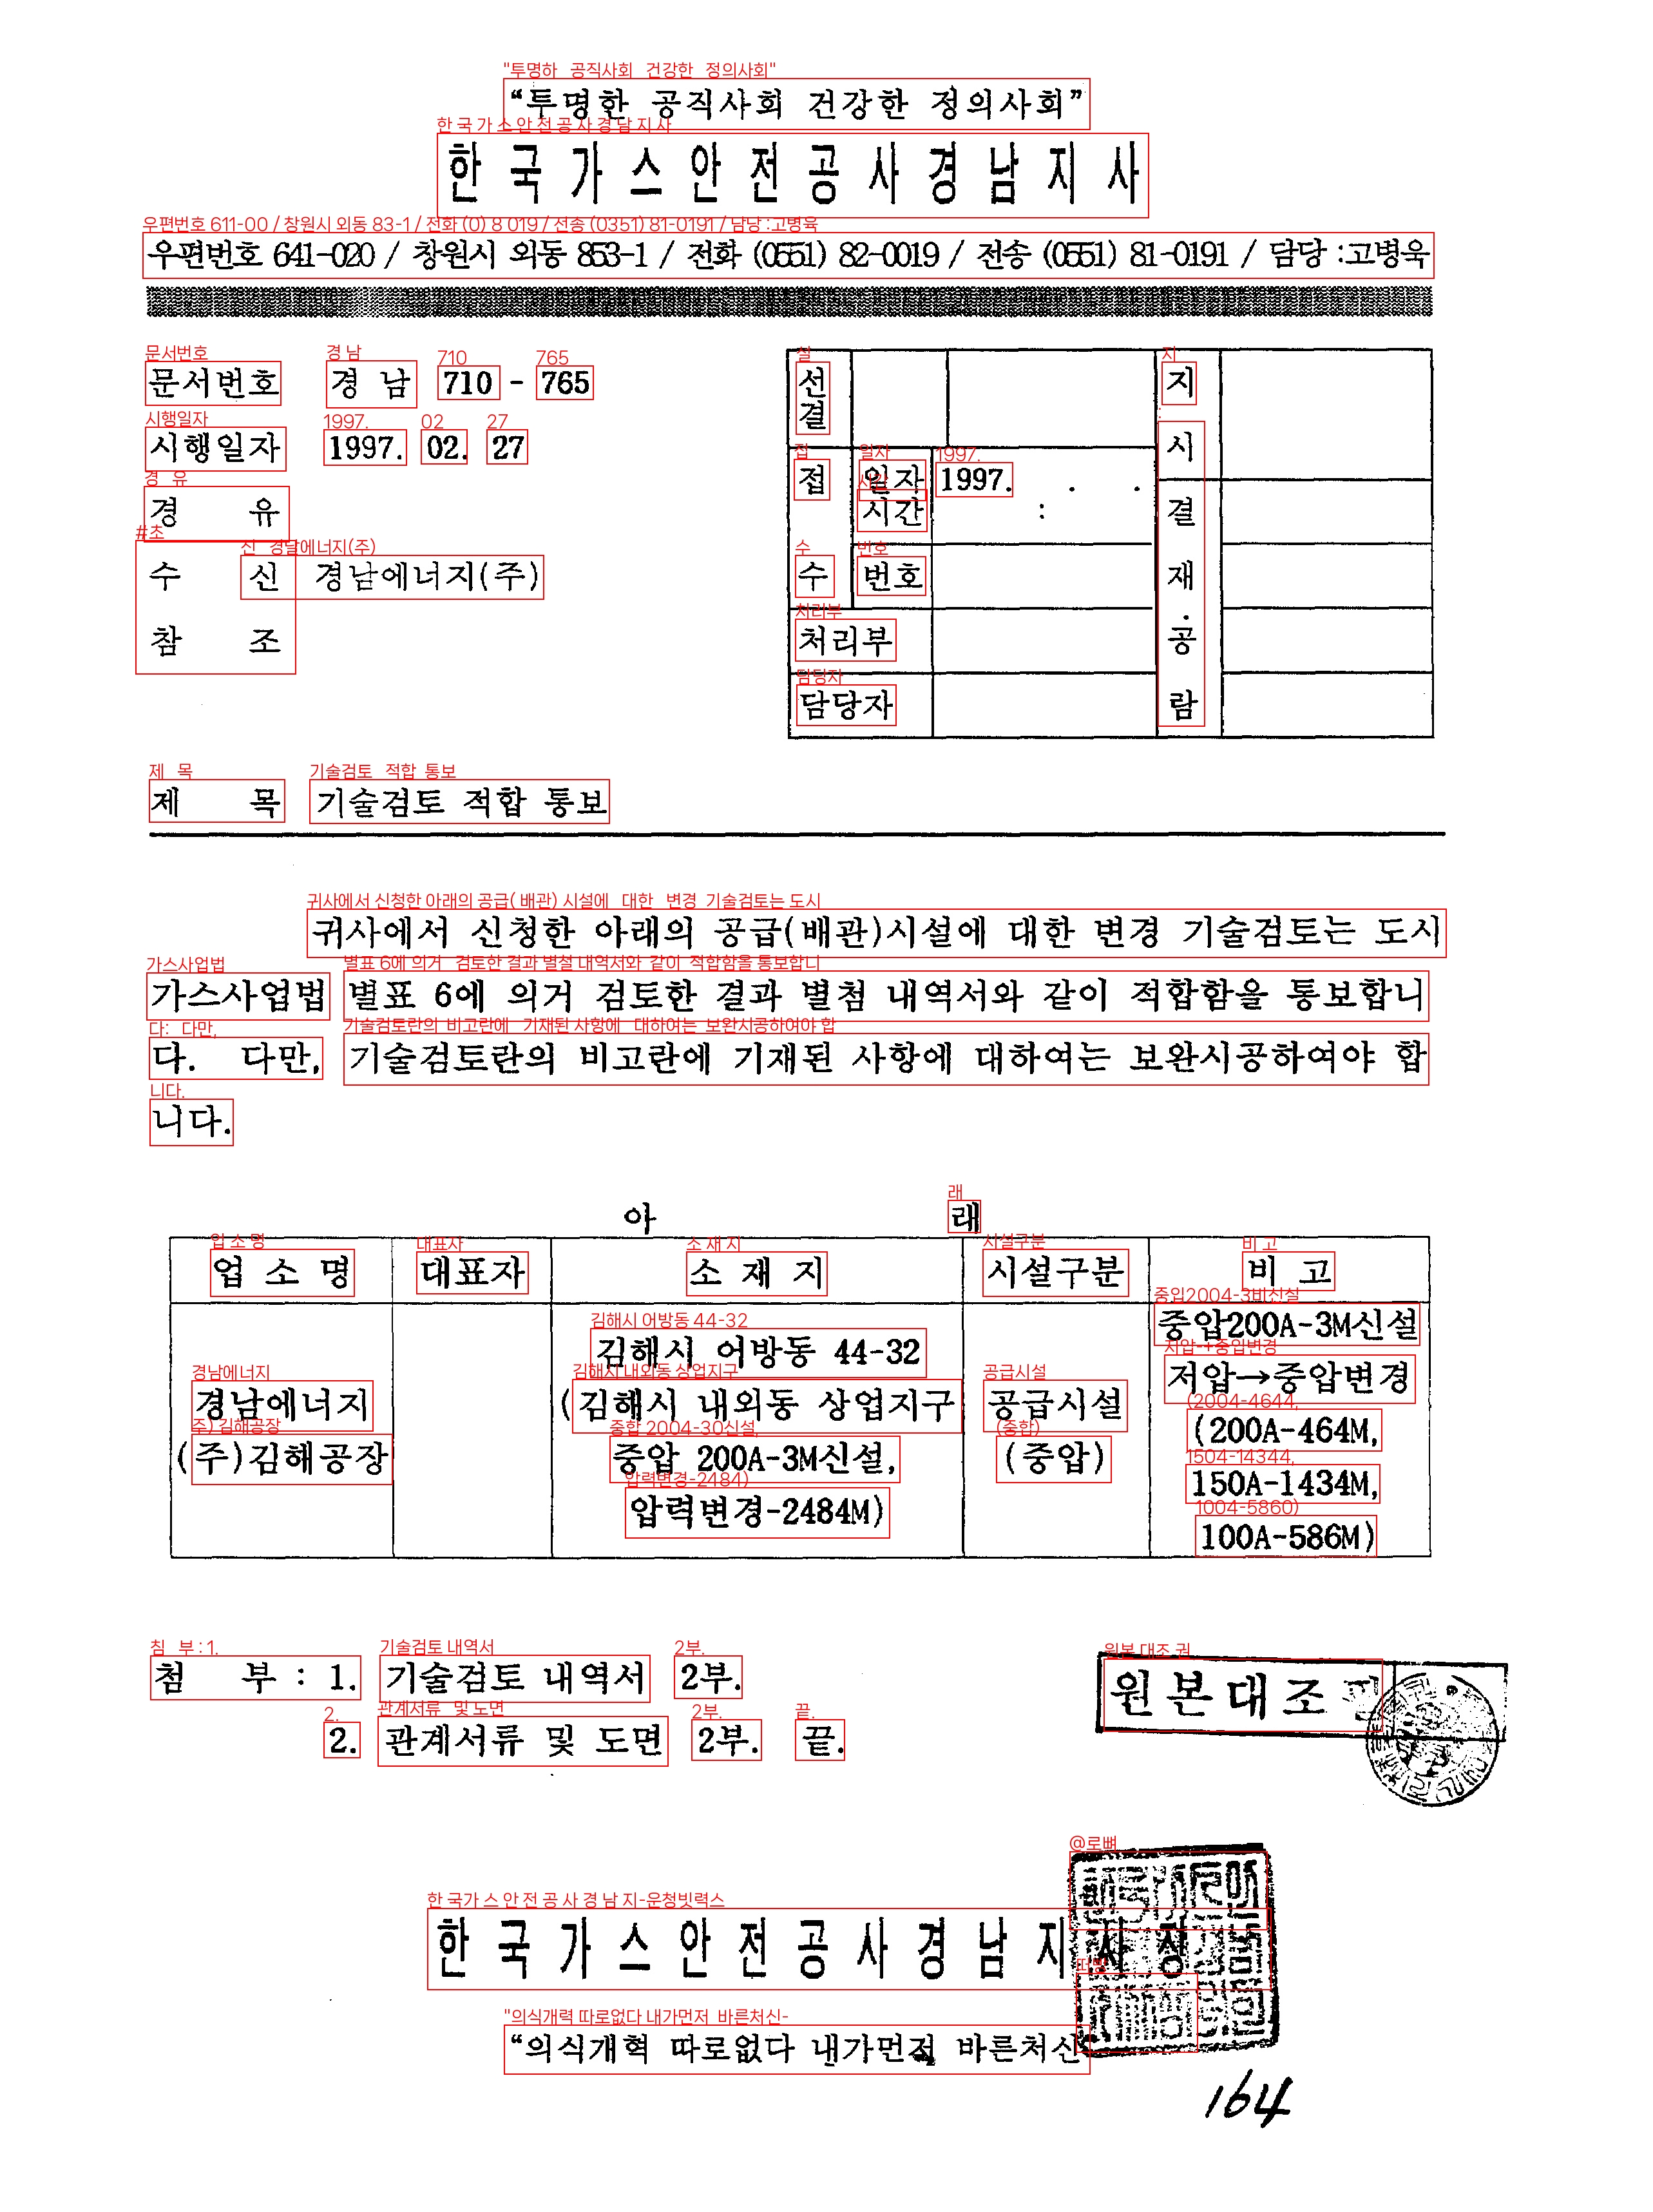 “투명한 공직사회 건강한 정의사회”
한국가스안전공사경남지사
우편번호 641-020 / 창원시 외동 853-1 / 전화 (0551) 82-0019 / 전송 (0551) 81-0191 / 담당 :고병욱
문서번호 경 남 710 - 765
시행일자 1997. 02. 27
경 유
수 신 경남에너지(주)
참 조
선결
접수
일자
시간
1997. . .
:
번호
처리부
담당자
지시
결재·공람
제 목 기술검토 적합 통보
귀사에서 신청한 아래의 공급(배관)시설에 대한 변경 기술검토는 도시
가스사업법 별표 6에 의거 검토한 결과 별첨 내역서와 같이 적합함을 통보합니
다. 다만, 기술검토란의 비고란에 기재된 사항에 대하여는 보완시공하여야 합
니다.
아 래
업 소 명 대표자 소 재 지 시설구분 비 고
경남에너지
(주)김해공장
김해시 어방동 44-32
(김해시 내외동 상업지구
중압 200A-3M신설,
압력변경-2484M)
공급시설
(중압)
중압200A-3M신설
저압→중압변경
(200A-464M,
150A-1434M,
100A-586M)
첨 부 : 1. 기술검토 내역서 2부.
2. 관계서류 및 도면 2부. 끝.
원본대조필
한국가스안전공사경남지사장
“의식개혁 따로없다 내가먼저 바른처신
164